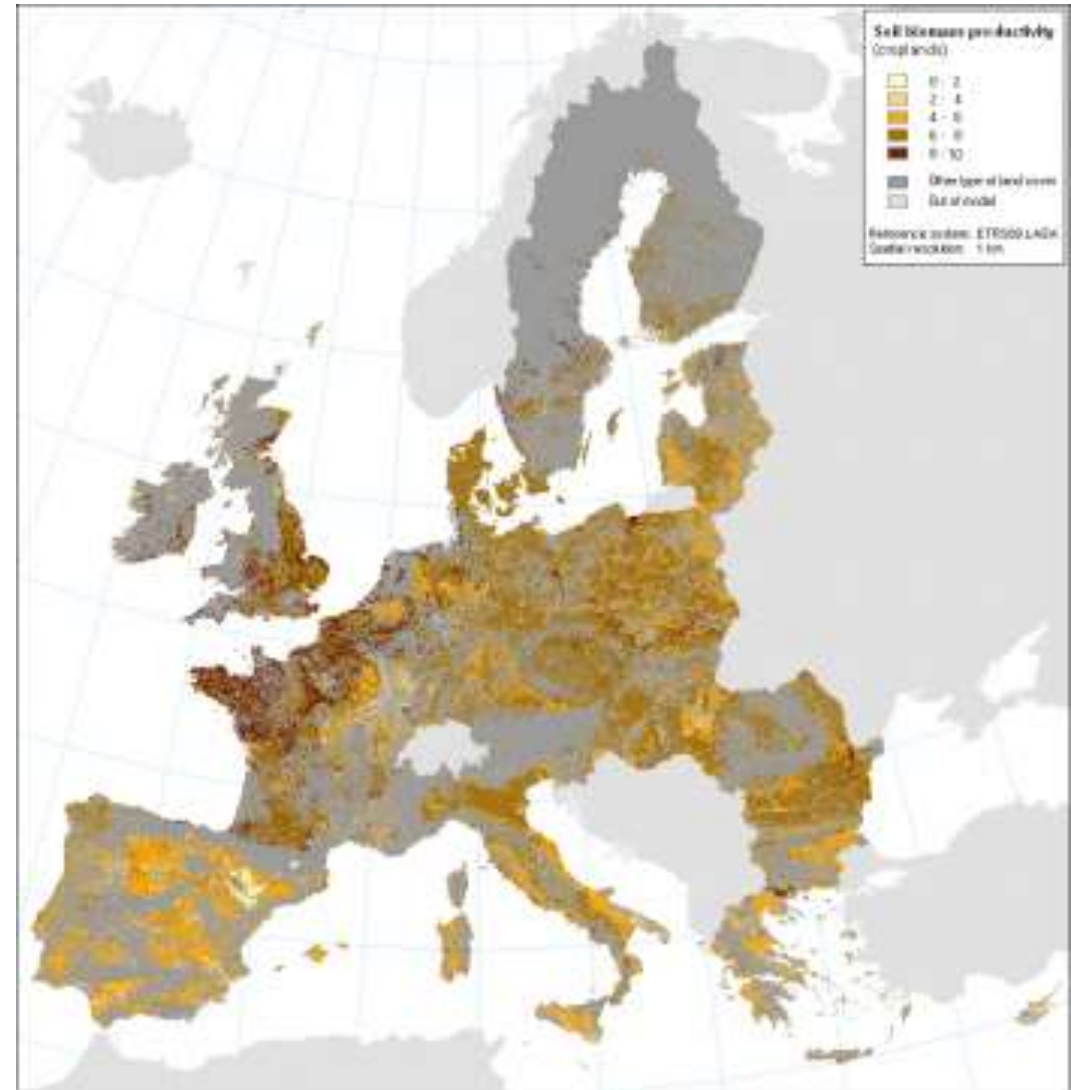 Soil biomass productivity
(croplands)
0 - 2
2 - 4
4 - 6
6 - 8
8 - 10
Other type of land cover
Out of model
Reference system: ETRS89 LAEA
Spatial resolution: 1 km